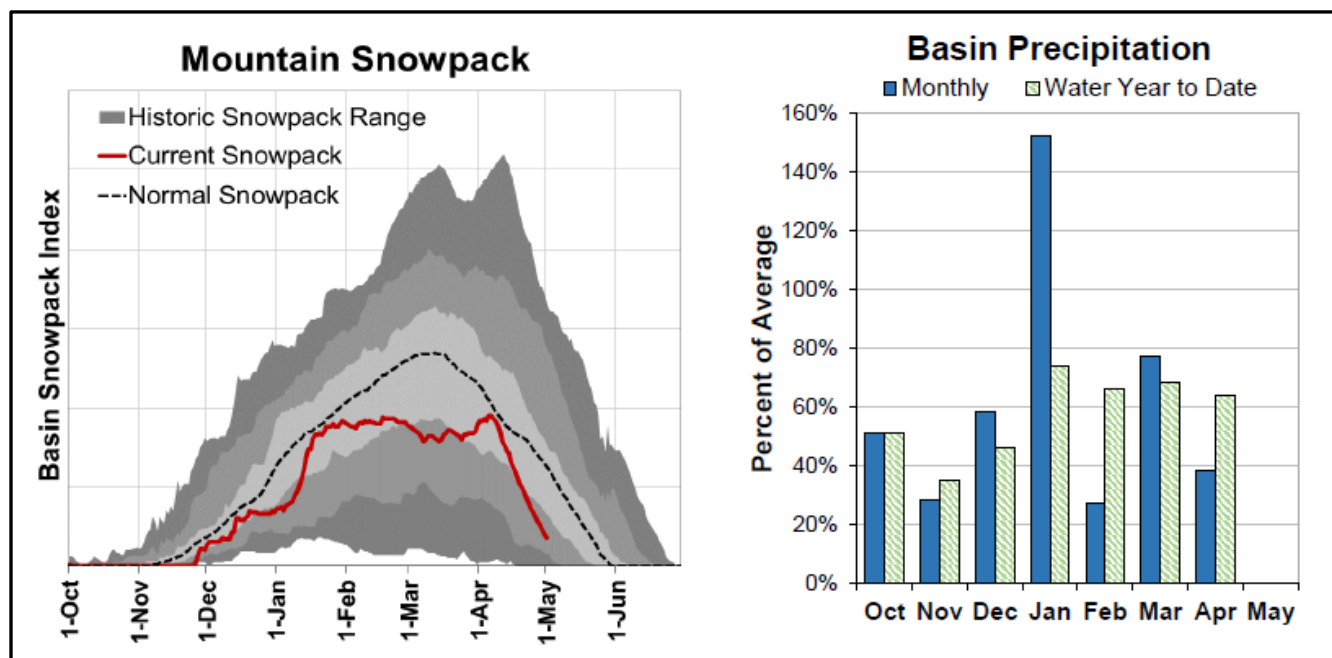 Mountain Snowpack
Historic Snowpack Range
Current Snowpack
Normal Snowpack
Basin Snowpack Index
1-Oct
1-Nov
1-Dec
1-Jan
1-Feb
1-Mar
1-Apr
1-May
1-Jun
Basin Precipitation
Monthly Water Year to Date
Percent of Average
160%
140%
120%
100%
80%
60%
40%
20%
0%
Oct Nov Dec Jan Feb Mar Apr May